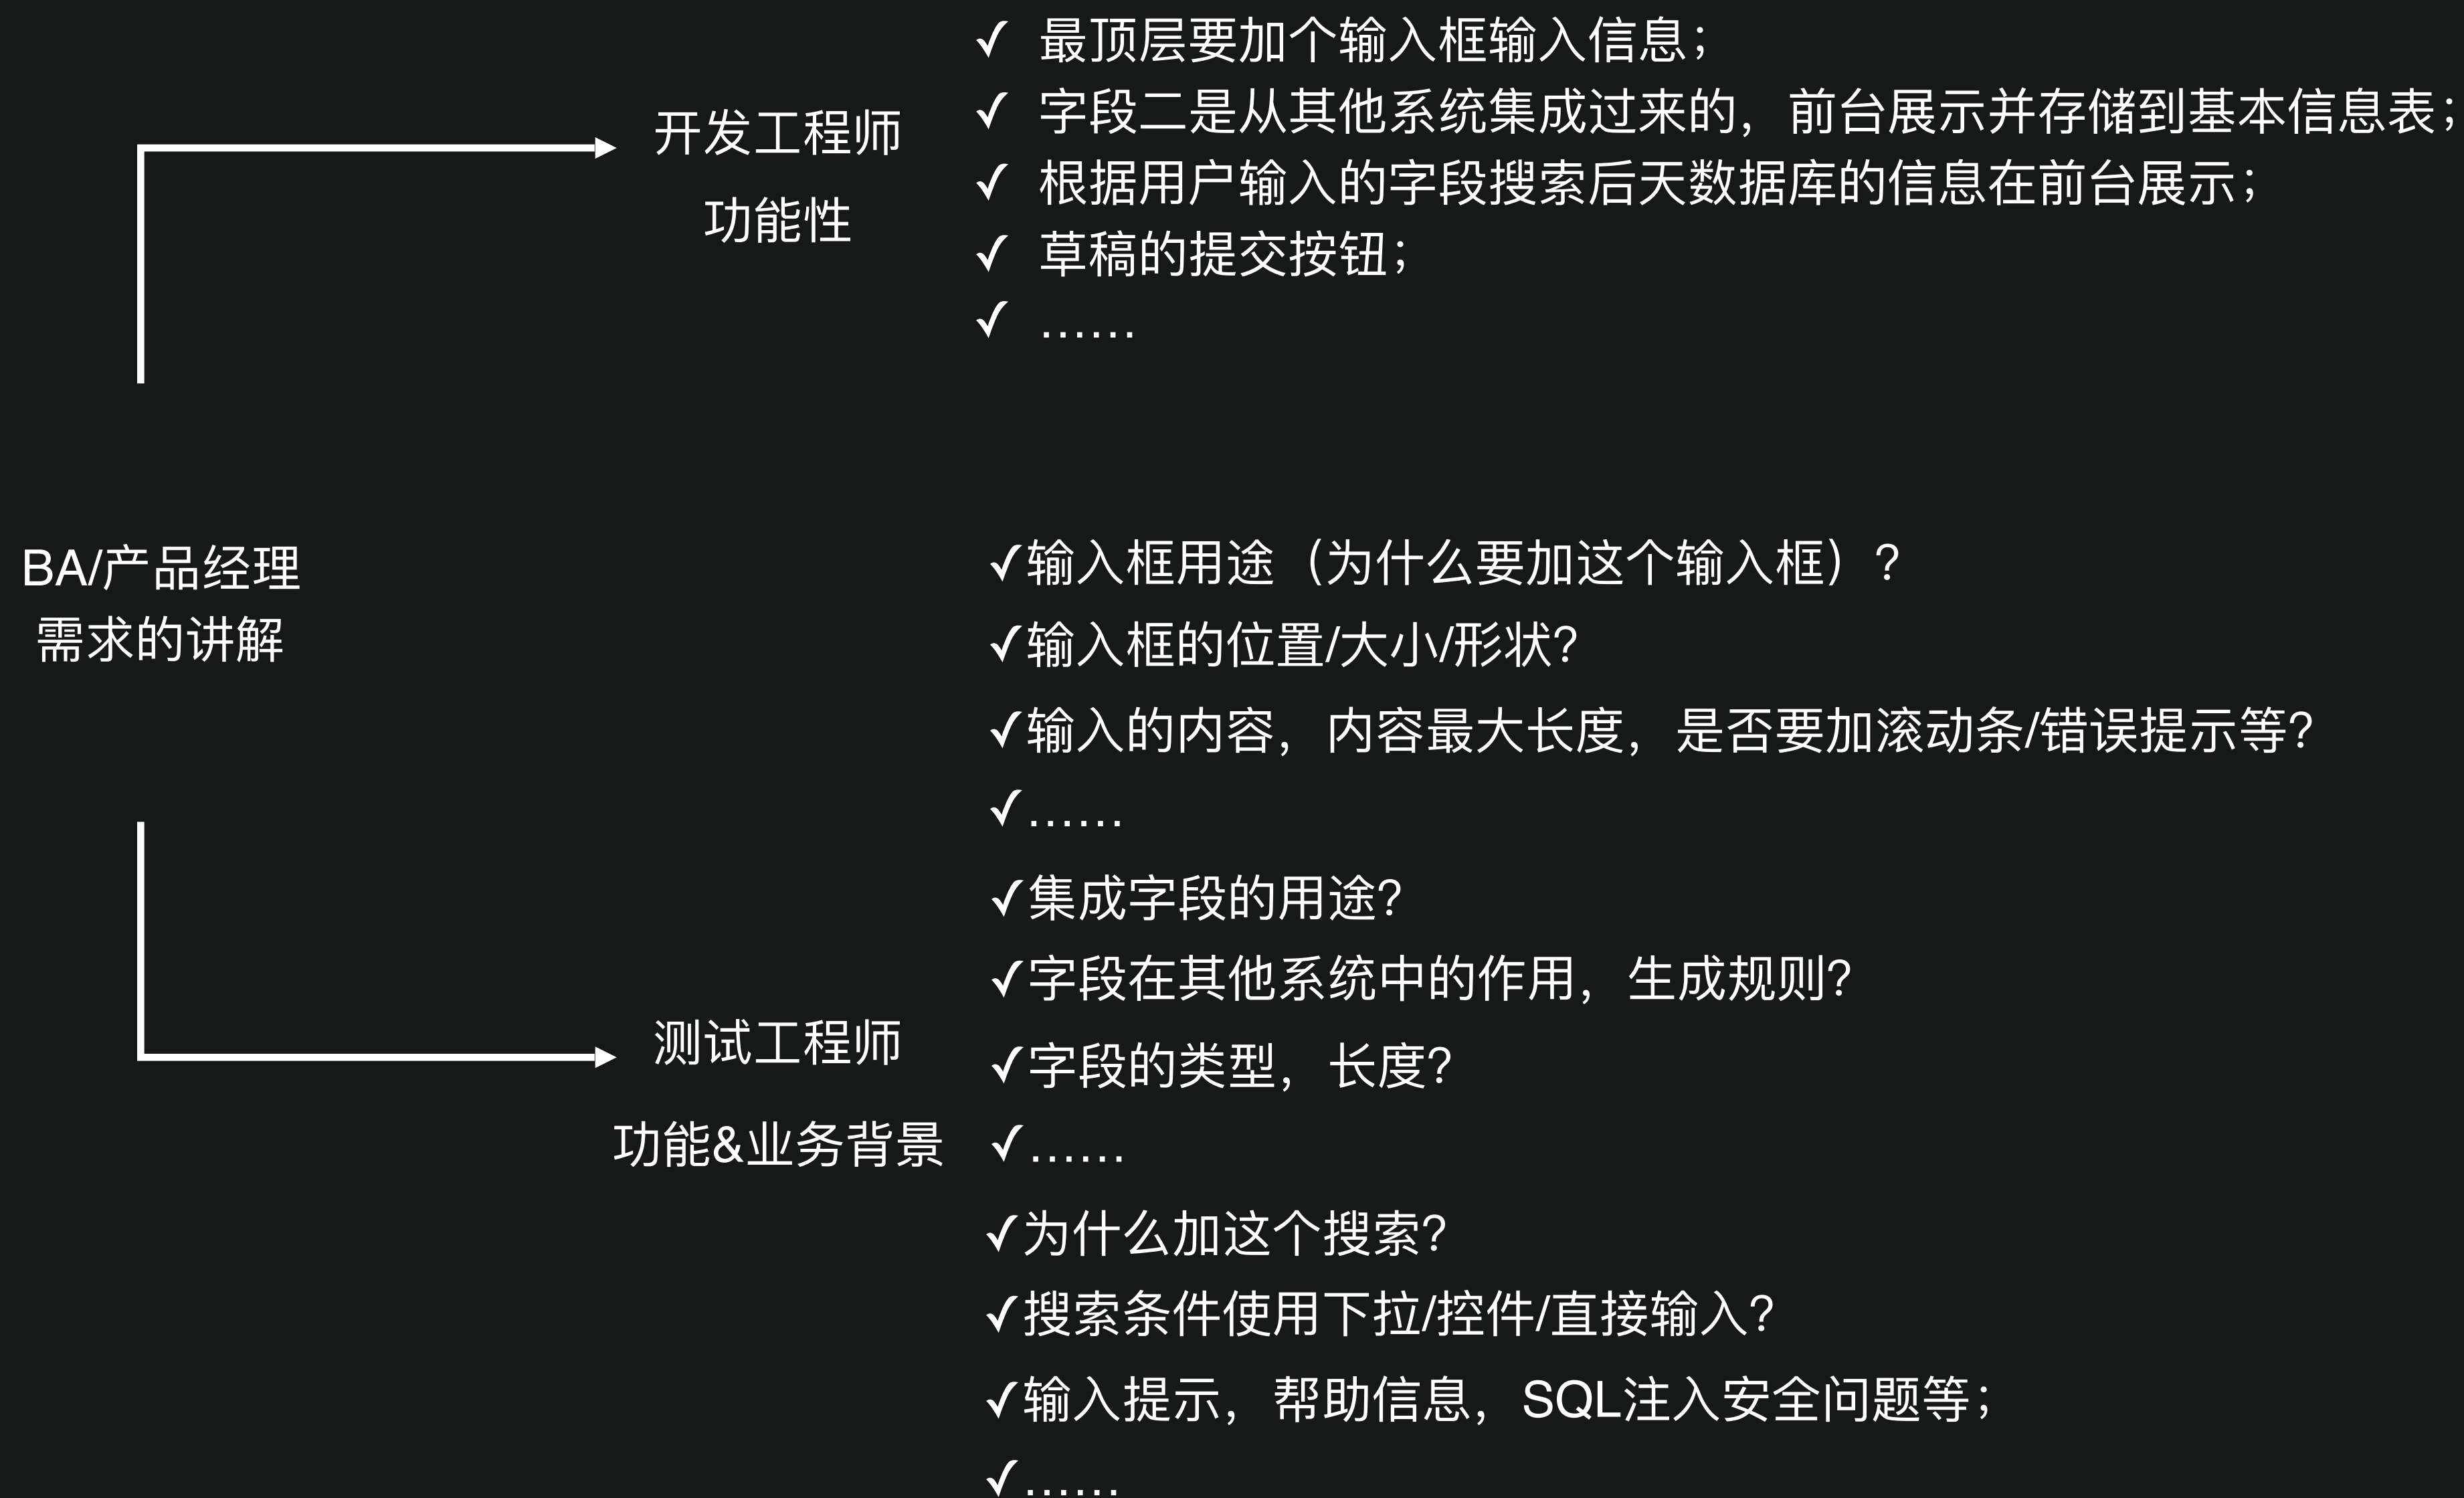 ✓ 最顶层要加个输入框输入信息；
✓ 字段二是从其他系统集成过来的，前台展示并存储到基本信息表；
✓ 根据用户输入的字段搜索后天数据库的信息在前台展示；
✓ 草稿的提交按钮；
✓ ……
开发工程师
功能性
BA/产品经理
需求的讲解
✓输入框用途（为什么要加这个输入框）？
✓输入框的位置/大小/形状？
✓输入的内容，内容最大长度，是否要加滚动条/错误提示等？
✓……
✓集成字段的用途？
✓字段在其他系统中的作用，生成规则？
✓字段的类型，长度？
✓……
测试工程师
功能&业务背景
✓为什么加这个搜索？
✓搜索条件使用下拉/控件/直接输入？
✓输入提示，帮助信息，SQL注入安全问题等；
✓……